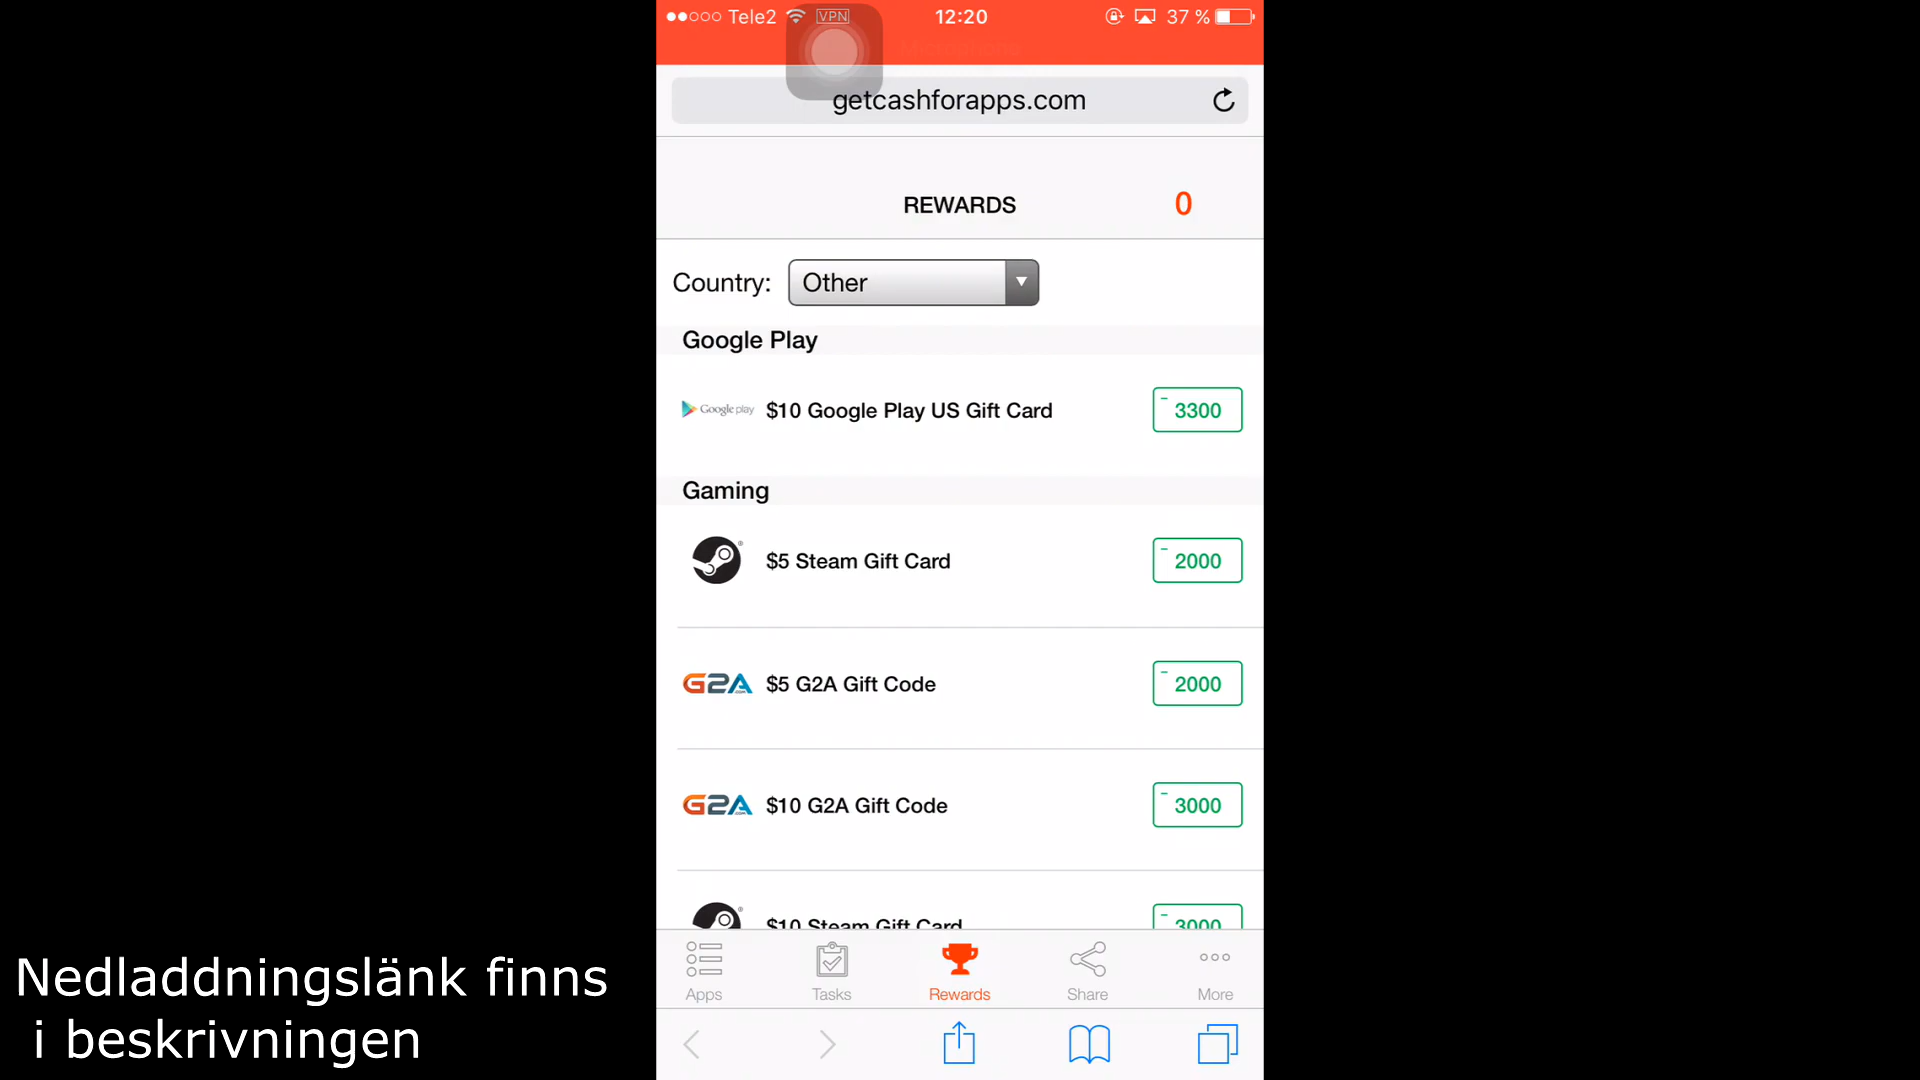 Tele2 VPN 12:20 37 %
getcashforapps.com
REWARDS 0
Country: Other
Google Play
Google play $10 Google Play US Gift Card - 3300
Gaming
$5 Steam Gift Card - 2000
G2A $5 G2A Gift Code - 2000
G2A $10 G2A Gift Code - 3000
$10 Steam Gift Card - 3000
Apps Tasks Rewards Share More
Nedladdningslänk finns
i beskrivningen